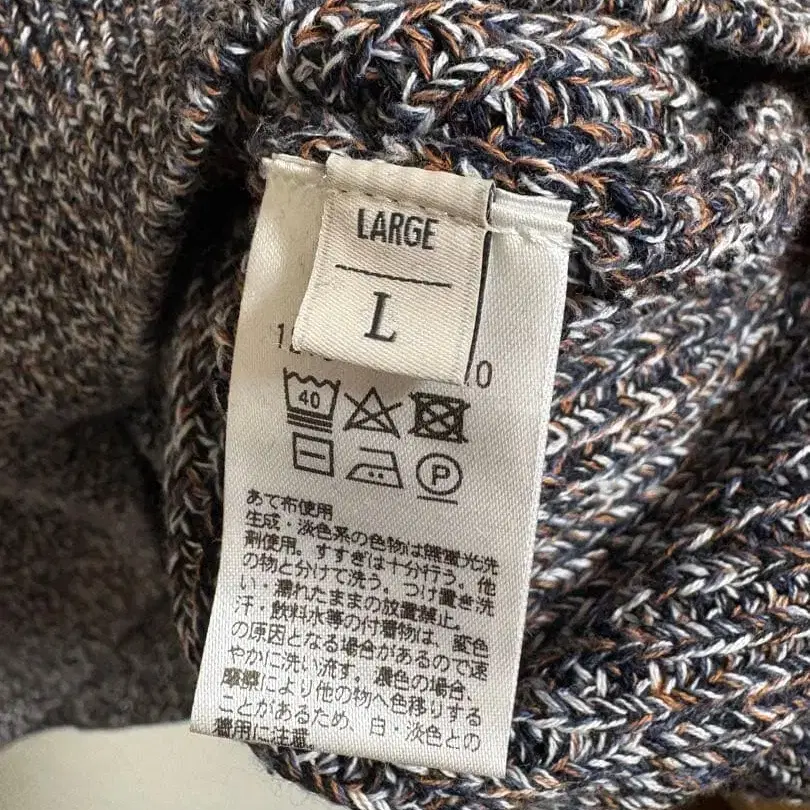 LARGE
L
40
P
あて布使用
生成・淡色系の色物は無蛍光洗
剤使用。すすぎは十分行う。他
の物と分けて洗う。つけ置き洗
い・濡れたままの放置禁止。
汗・飲料水等の付着物は、変色
の原因となる場合があるので速
やかに洗い流す。濃色の場合、
摩擦により他の物へ色移りする
ことがあるため、白・淡色との
着用に注意